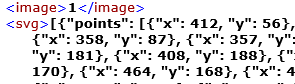 <image>1</image>
<svg>[{"points": [{"x": 412, "y": 56},
{"x": 358, "y": 87}, {"x": 357, "y":
"y": 181}, {"x": 408, "y": 188}, {"x":
170}, {"x": 464, "y": 168}, {"x": 4